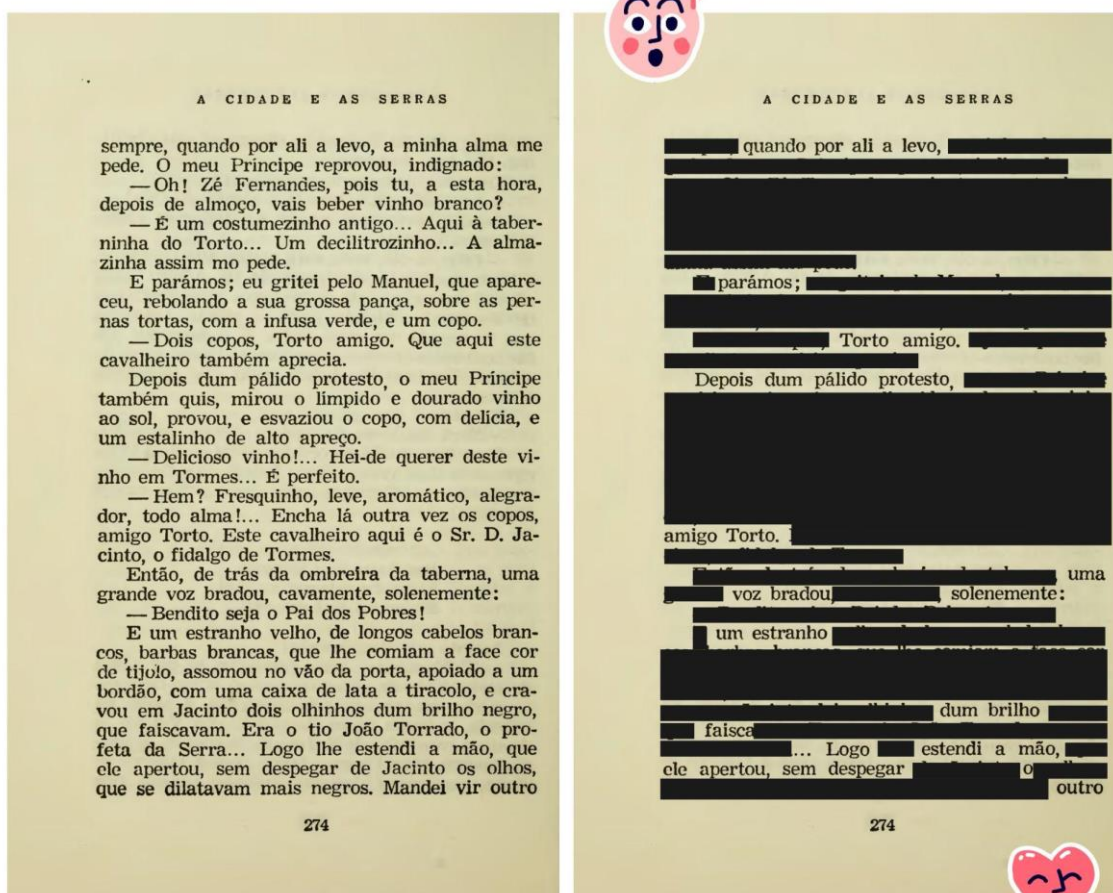 A CIDADE E AS SERRAS
sempre, quando por ali a levo, a minha alma me
pede. O meu Príncipe reprovou, indignado:
— Oh! Zé Fernandes, pois tu, a esta hora,
depois de almoço, vais beber vinho branco?
— É um costumezinho antigo... Aqui à taber-
ninha do Torto... Um decilitrozinho... A alma-
zinha assim mo pede.
E parámos; eu gritei pelo Manuel, que apare-
ceu, rebolando a sua grossa pança, sobre as per-
nas tortas, com a infusa verde, e um copo.
— Dois copos, Torto amigo. Que aqui este
cavalheiro também aprecia.
Depois dum pálido protesto, o meu Príncipe
também quis, mirou o límpido e dourado vinho
ao sol, provou, e esvaziou o copo, com delícia, e
um estalinho de alto apreço.
— Delicioso vinho!... Hei-de querer deste vi-
nho em Tormes... É perfeito.
— Hem? Fresquinho, leve, aromático, alegra-
dor, todo alma!... Encha lá outra vez os copos,
amigo Torto. Este cavalheiro aqui é o Sr. D. Ja-
cinto, o fidalgo de Tormes.
Então, de trás da ombreira da taberna, uma
grande voz bradou, cavamente, solenemente:
— Bendito seja o Pai dos Pobres!
E um estranho velho, de longos cabelos bran-
cos, barbas brancas, que lhe comiam a face cor
de tijolo, assomou no vão da porta, apoiado a um
bordão, com uma caixa de lata a tiracolo, e cra-
vou em Jacinto dois olhinhos dum brilho negro,
que faiscavam. Era o tio João Torrado, o pro-
feta da Serra... Logo lhe estendi a mão, que
ele apertou, sem despegar de Jacinto os olhos,
que se dilatavam mais negros. Mandei vir outro
274
A CIDADE E AS SERRAS
quando por ali a levo,
parámos;
Torto amigo.
Depois dum pálido protesto,
amigo Torto.
uma
voz bradou, solenemente:
um estranho
dum brilho
faisca
... Logo estendi a mão,
ele apertou, sem despegar o
outro
274